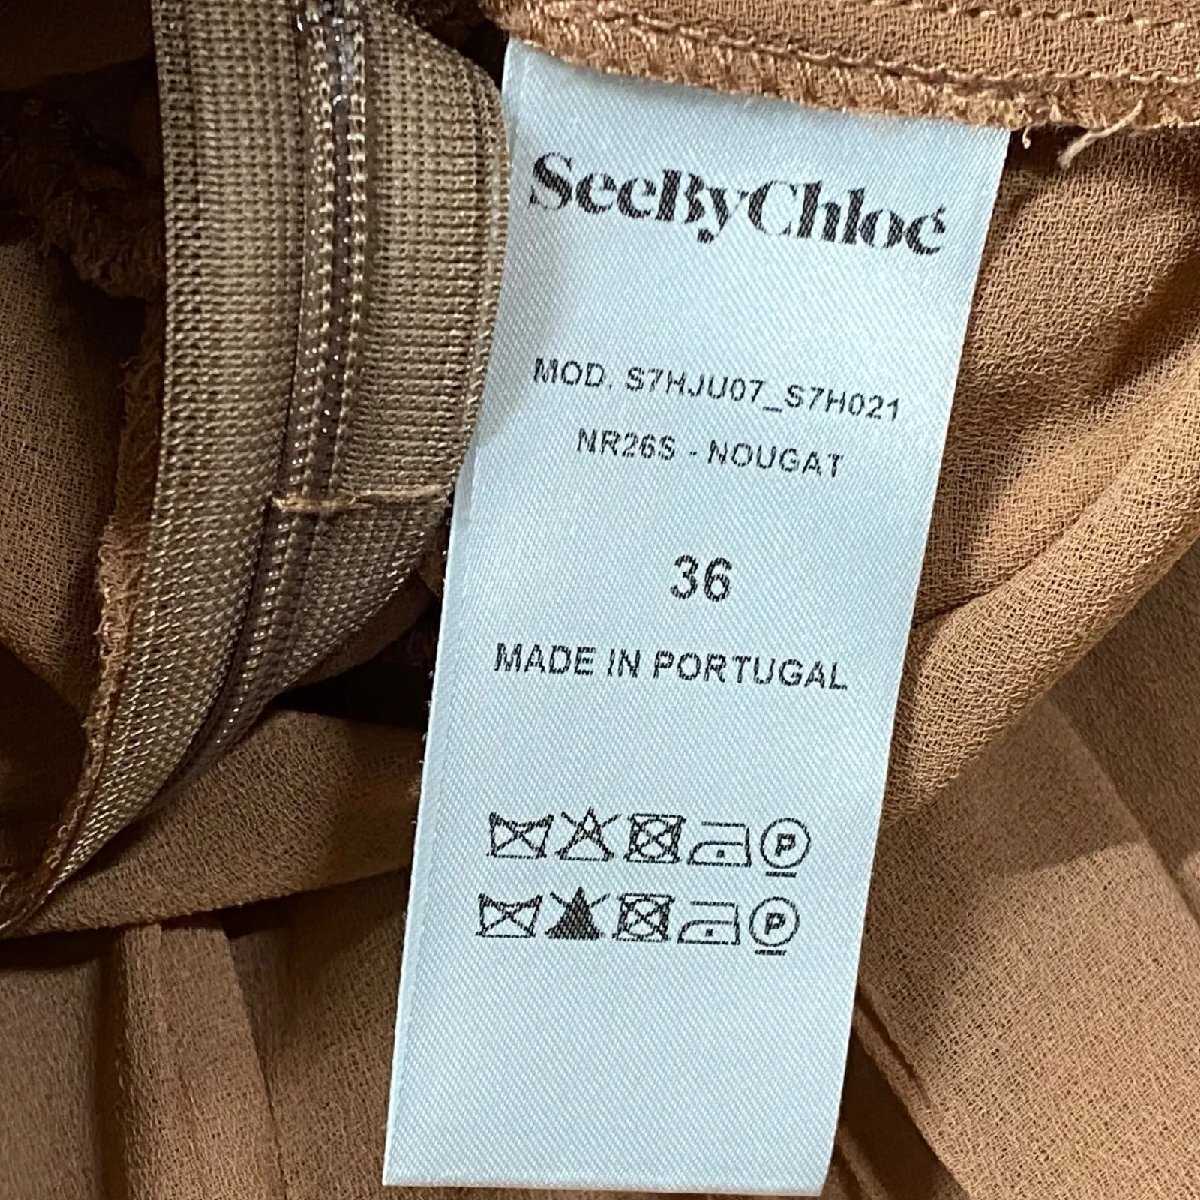 SeeByChloé
MOD. S7HJU07_S7H021
NR26S - NOUGAT
36
MADE IN PORTUGAL
P
P